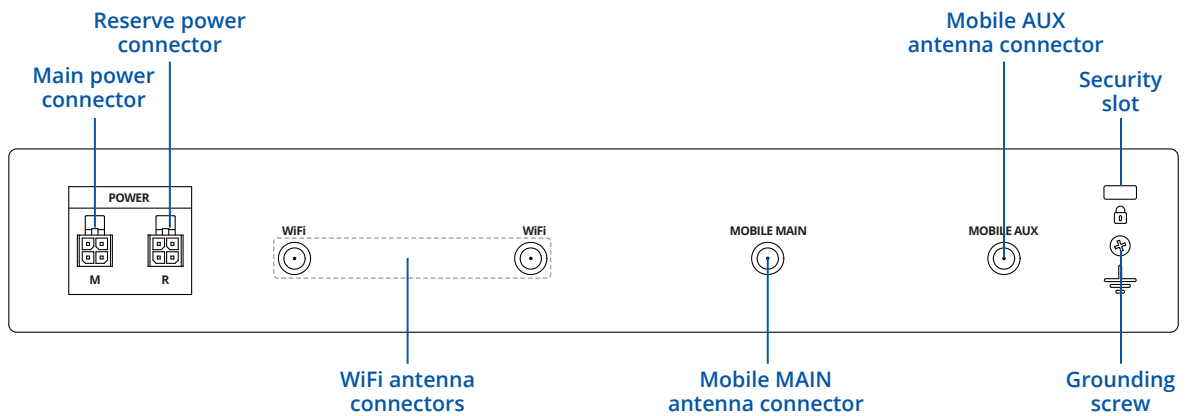 Reserve power
connector
Mobile AUX
antenna connector
Main power
connector
Security
slot
POWER
WiFi
WiFi
MOBILE MAIN
MOBILE AUX
M
R
WiFi antenna
connectors
Mobile MAIN
antenna connector
Grounding
screw